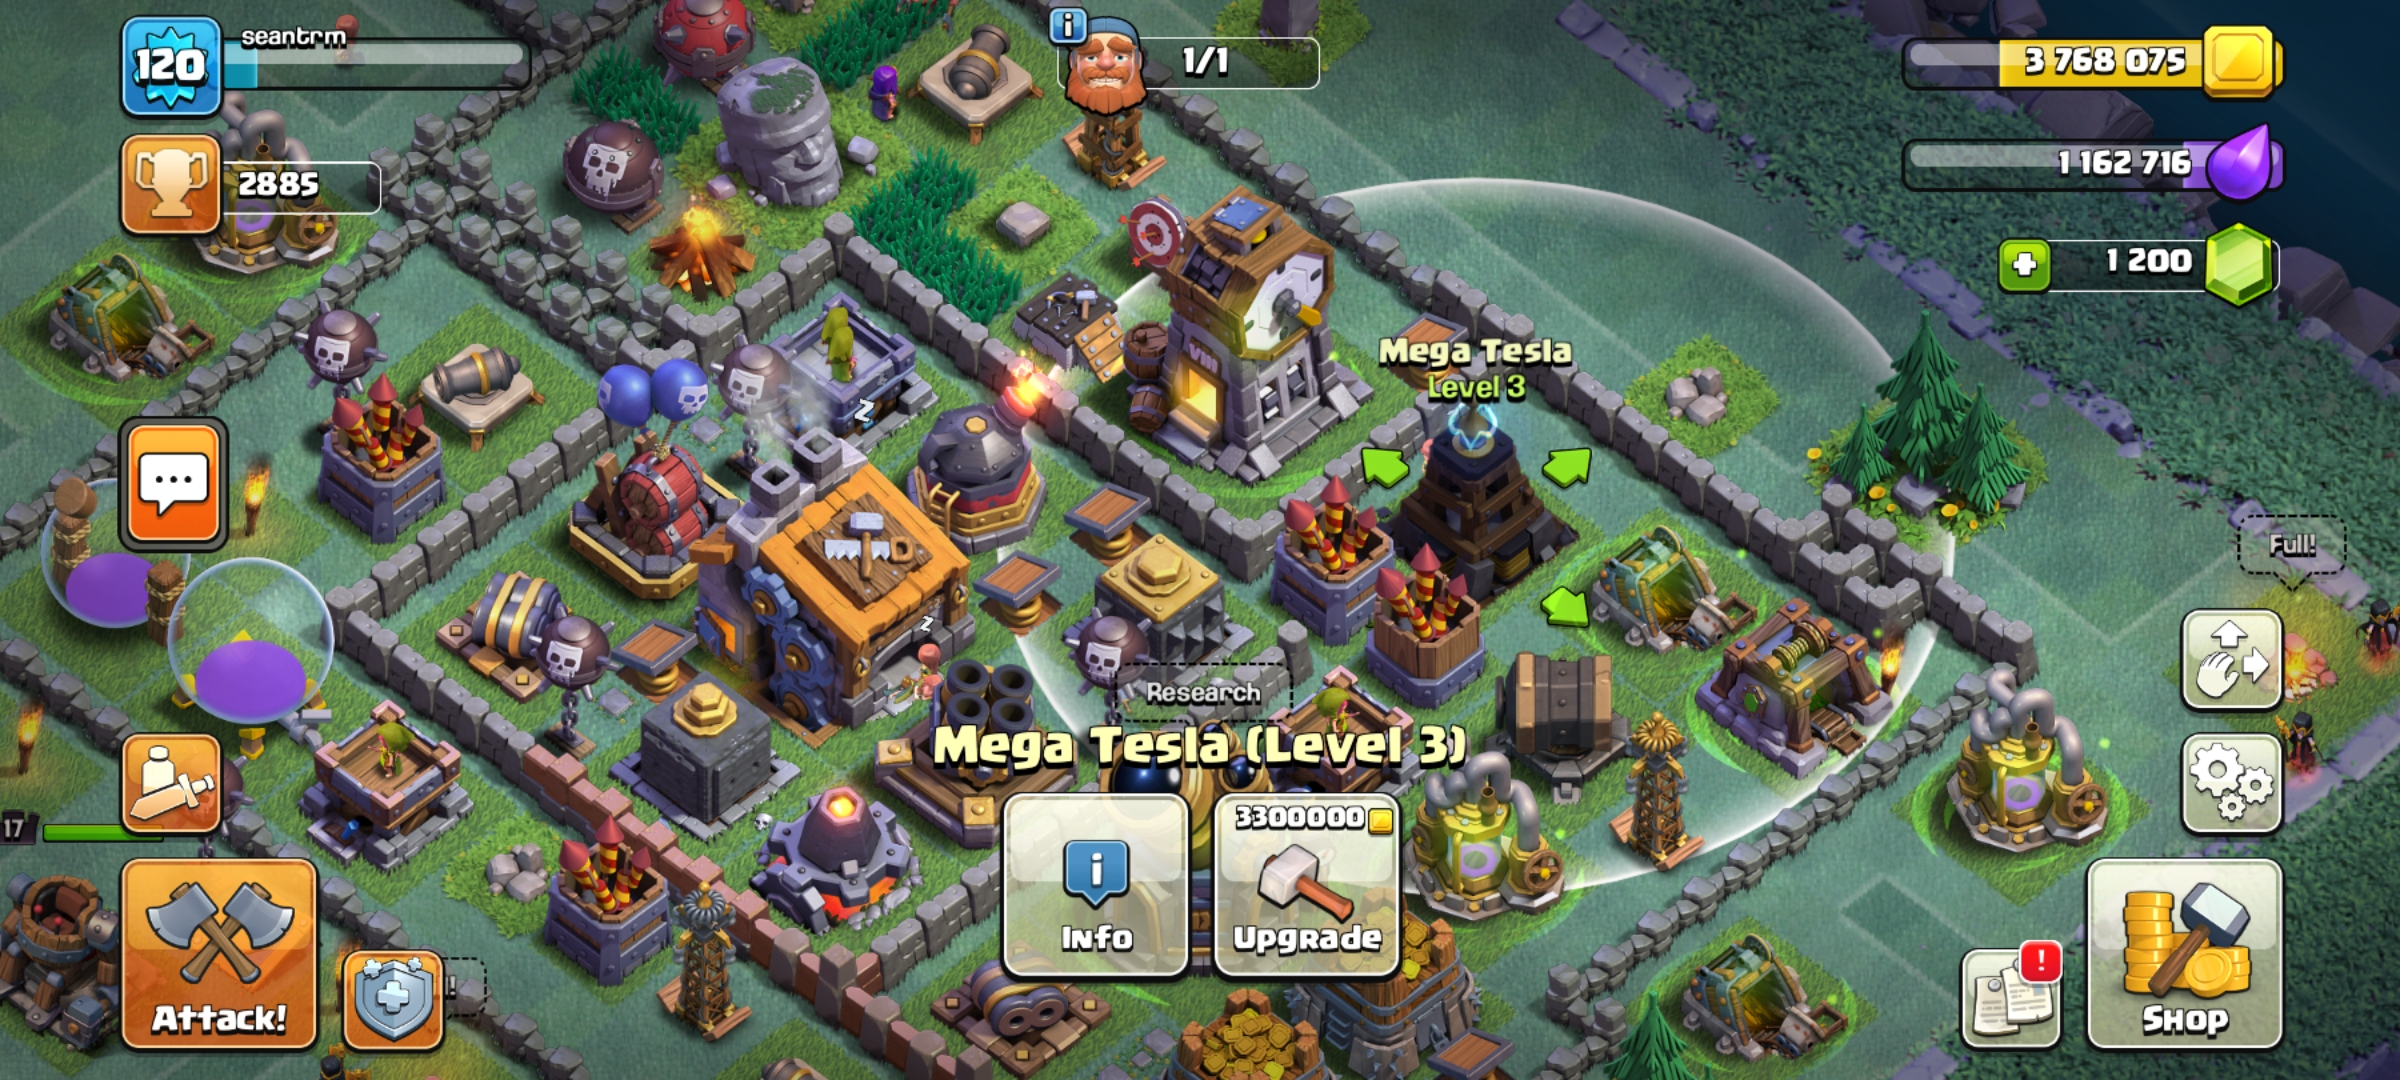 120
seantrm
1/1
3 768 075
2885
1 162 716
1 200
Mega Tesla
Level 3
z
Full!
z
Research
Mega Tesla (Level 3)
17
3300000
Info
Upgrade
!
Attack!
Shop